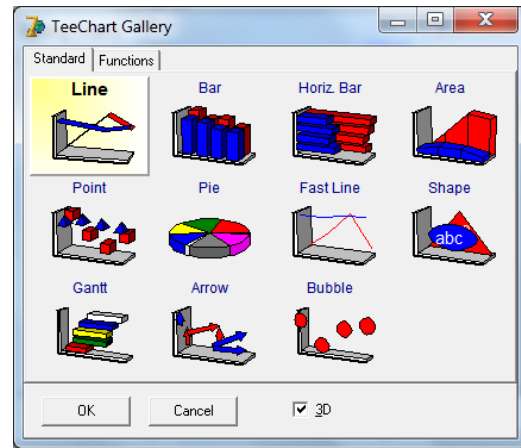 TeeChart Gallery
Standard Functions
Line Bar Horiz. Bar Area
Point Pie Fast Line Shape
abc
Gantt Arrow Bubble
OK Cancel 3D